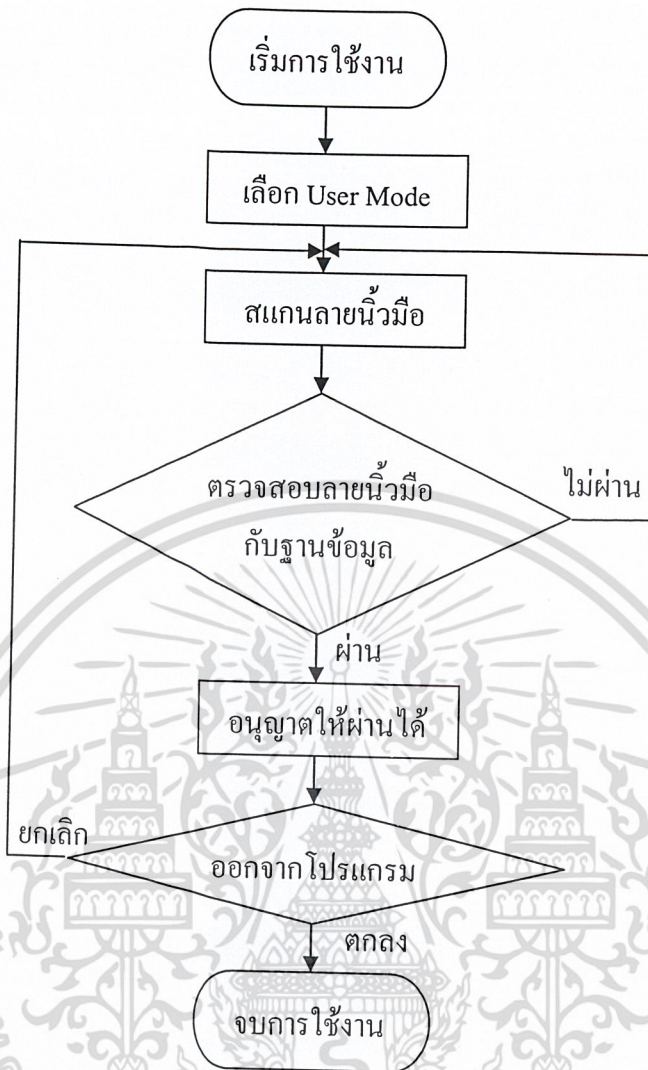 เริ่มการใช้งาน
เลือก User Mode
สแกนลายนิ้วมือ
ตรวจสอบลายนิ้วมือ
กับฐานข้อมูล
ไม่ผ่าน
ผ่าน
อนุญาตให้ผ่านได้
ยกเลิก
ออกจากโปรแกรม
ตกลง
จบการใช้งาน